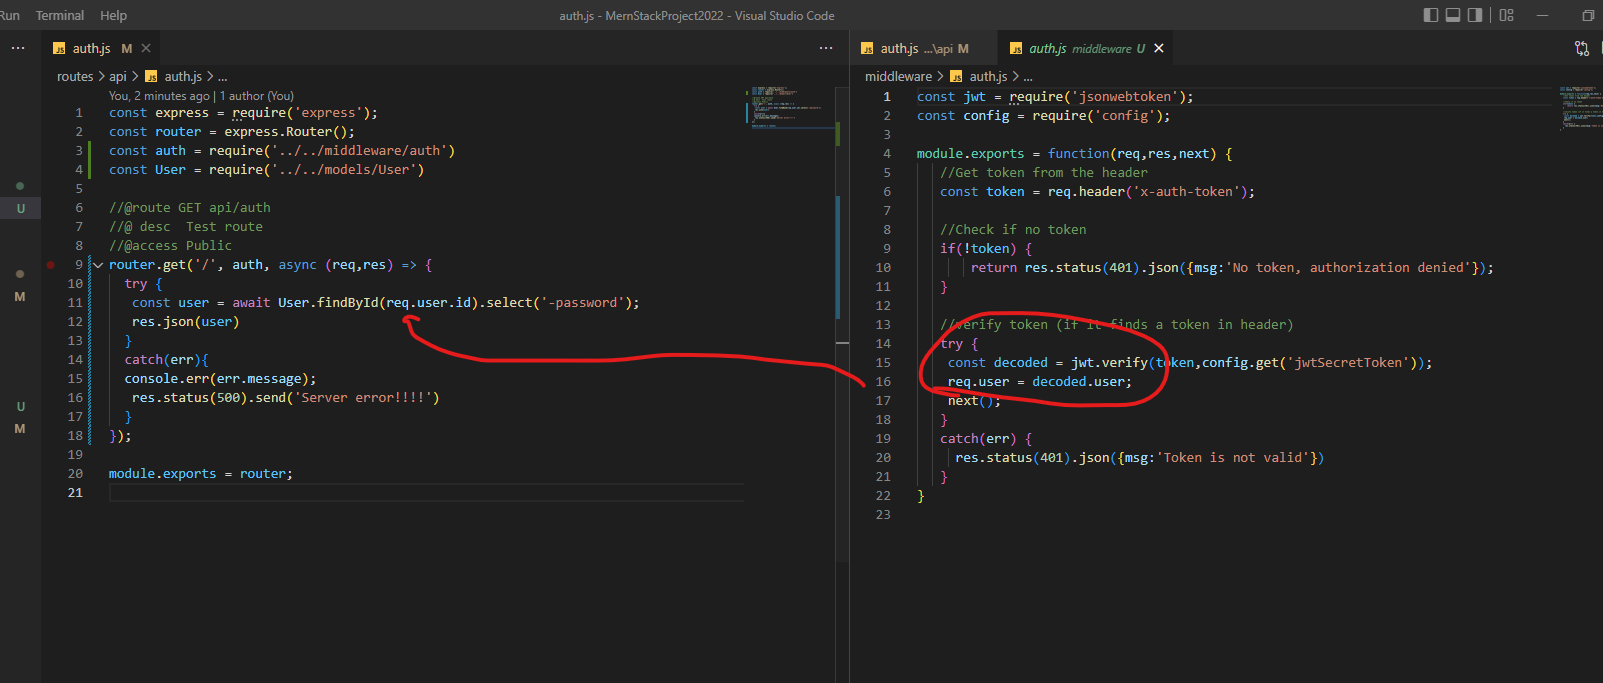 Run Terminal Help
auth.js - MernStackProject2022 - Visual Studio Code
auth.js M
routes > api > JS auth.js > ...
You, 2 minutes ago | 1 author (You)
1 const express = require('express');
2 const router = express.Router();
3 const auth = require('../../middleware/auth')
4 const User = require('../../models/User')
5
6 //@route GET api/auth
7 //@ desc  Test route
8 //@access Public
9 router.get('/', auth, async (req,res) => {
10 try {
11 const user = await User.findById(req.user.id).select('-password');
12 res.json(user)
13 }
14 catch(err){
15 console.err(err.message);
16 res.status(500).send('Server error!!!!')
17 }
18 });
19
20 module.exports = router;
21
U
M
U
M
auth.js ...\api M
auth.js middleware U
middleware > JS auth.js > ...
1 const jwt = require('jsonwebtoken');
2 const config = require('config');
3
4 module.exports = function(req,res,next) {
5 //Get token from the header
6 const token = req.header('x-auth-token');
7
8 //Check if no token
9 if(!token) {
10 return res.status(401).json({msg:'No token, authorization denied'});
11 }
12
13 //verify token (if it finds a token in header)
14 try {
15 const decoded = jwt.verify(token,config.get('jwtSecretToken'));
16 req.user = decoded.user;
17 next();
18 }
19 catch(err) {
20 res.status(401).json({msg:'Token is not valid'})
21 }
22 }
23